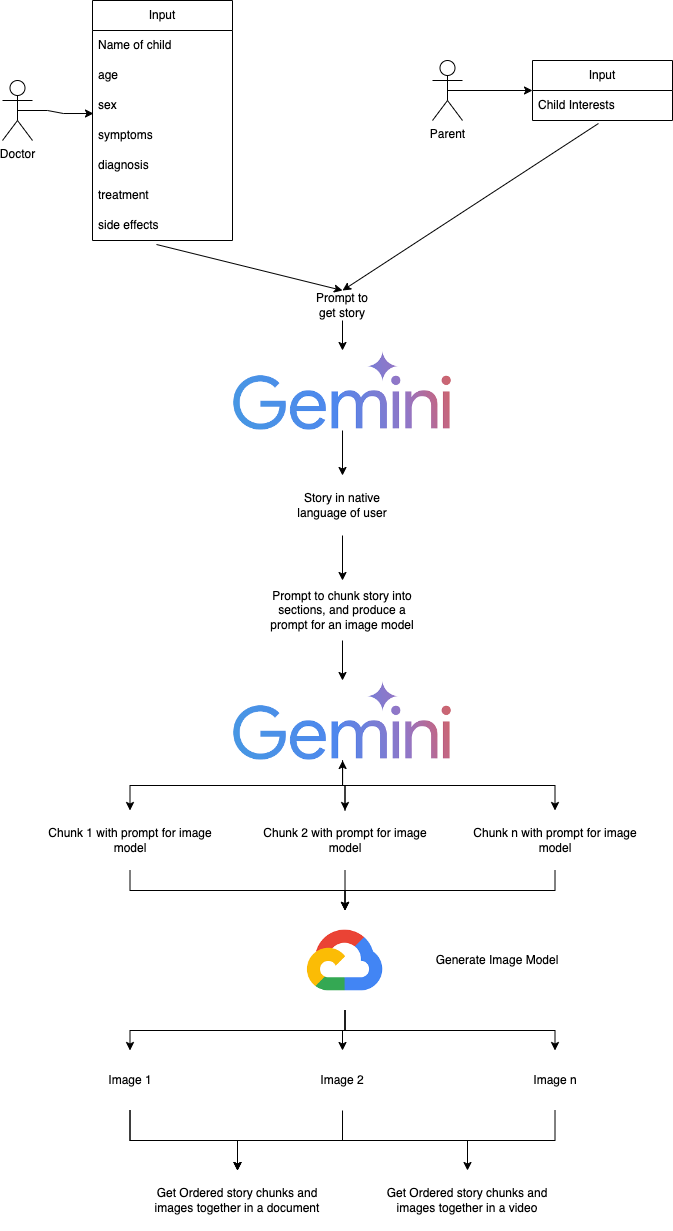 Input
Name of child
age
sex
symptoms
diagnosis
treatment
side effects
Doctor
Input
Child Interests
Parent
Prompt to
get story
Gemini
Story in native
language of user
Prompt to chunk story into
sections, and produce a
prompt for an image model
Gemini
Chunk 1 with prompt for image
model
Chunk 2 with prompt for image
model
Chunk n with prompt for image
model
Generate Image Model
Image 1
Image 2
Image n
Get Ordered story chunks and
images together in a document
Get Ordered story chunks and
images together in a video